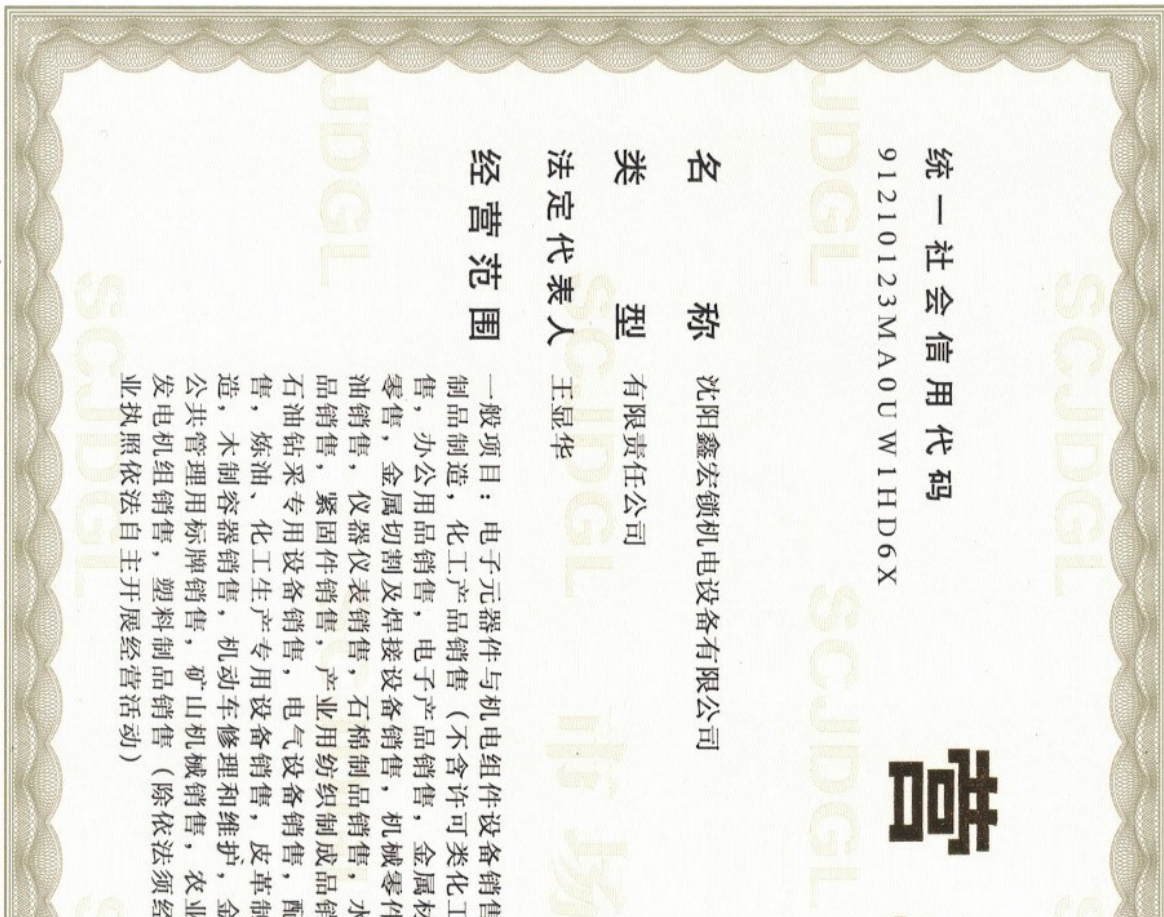 统一社会信用代码
91210123MA0UW1HD6X
营
名称 沈阳鑫宏锁机电设备有限公司
类型 有限责任公司
法定代表人 王显华
经营范围 一般项目：电子元器件与机电组件设备销售
制品制造，化工产品销售（不含许可类化工
售，办公用品销售，电子产品销售，金属材
零售，金属切割及焊接设备销售，机械零件
油销售，仪器仪表销售，石棉制品销售，水
品销售，紧固件销售，产业用纺织制成品销
石油钻采专用设备销售，电气设备销售，配
售，炼油、化工生产专用设备销售，皮革制
造，木制容器销售，机动车修理和维护，金
公共管理用标牌销售，矿山机械销售，农业
发电机组销售，塑料制品销售（除依法须经
业执照依法自主开展经营活动）
SCJDGL
市场